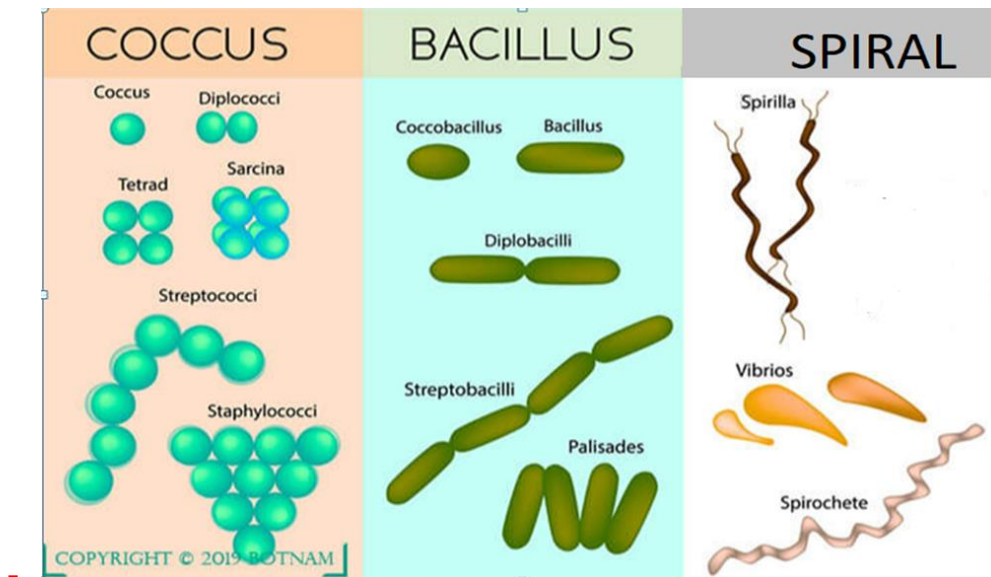 COCCUS
Coccus
Diplococci
Tetrad
Sarcina
Streptococci
Staphylococci
COPYRIGHT © 2019 BOTNAM
BACILLUS
Coccobacillus
Bacillus
Diplobacilli
Streptobacilli
Palisades
SPIRAL
Spirilla
Vibrios
Spirochete